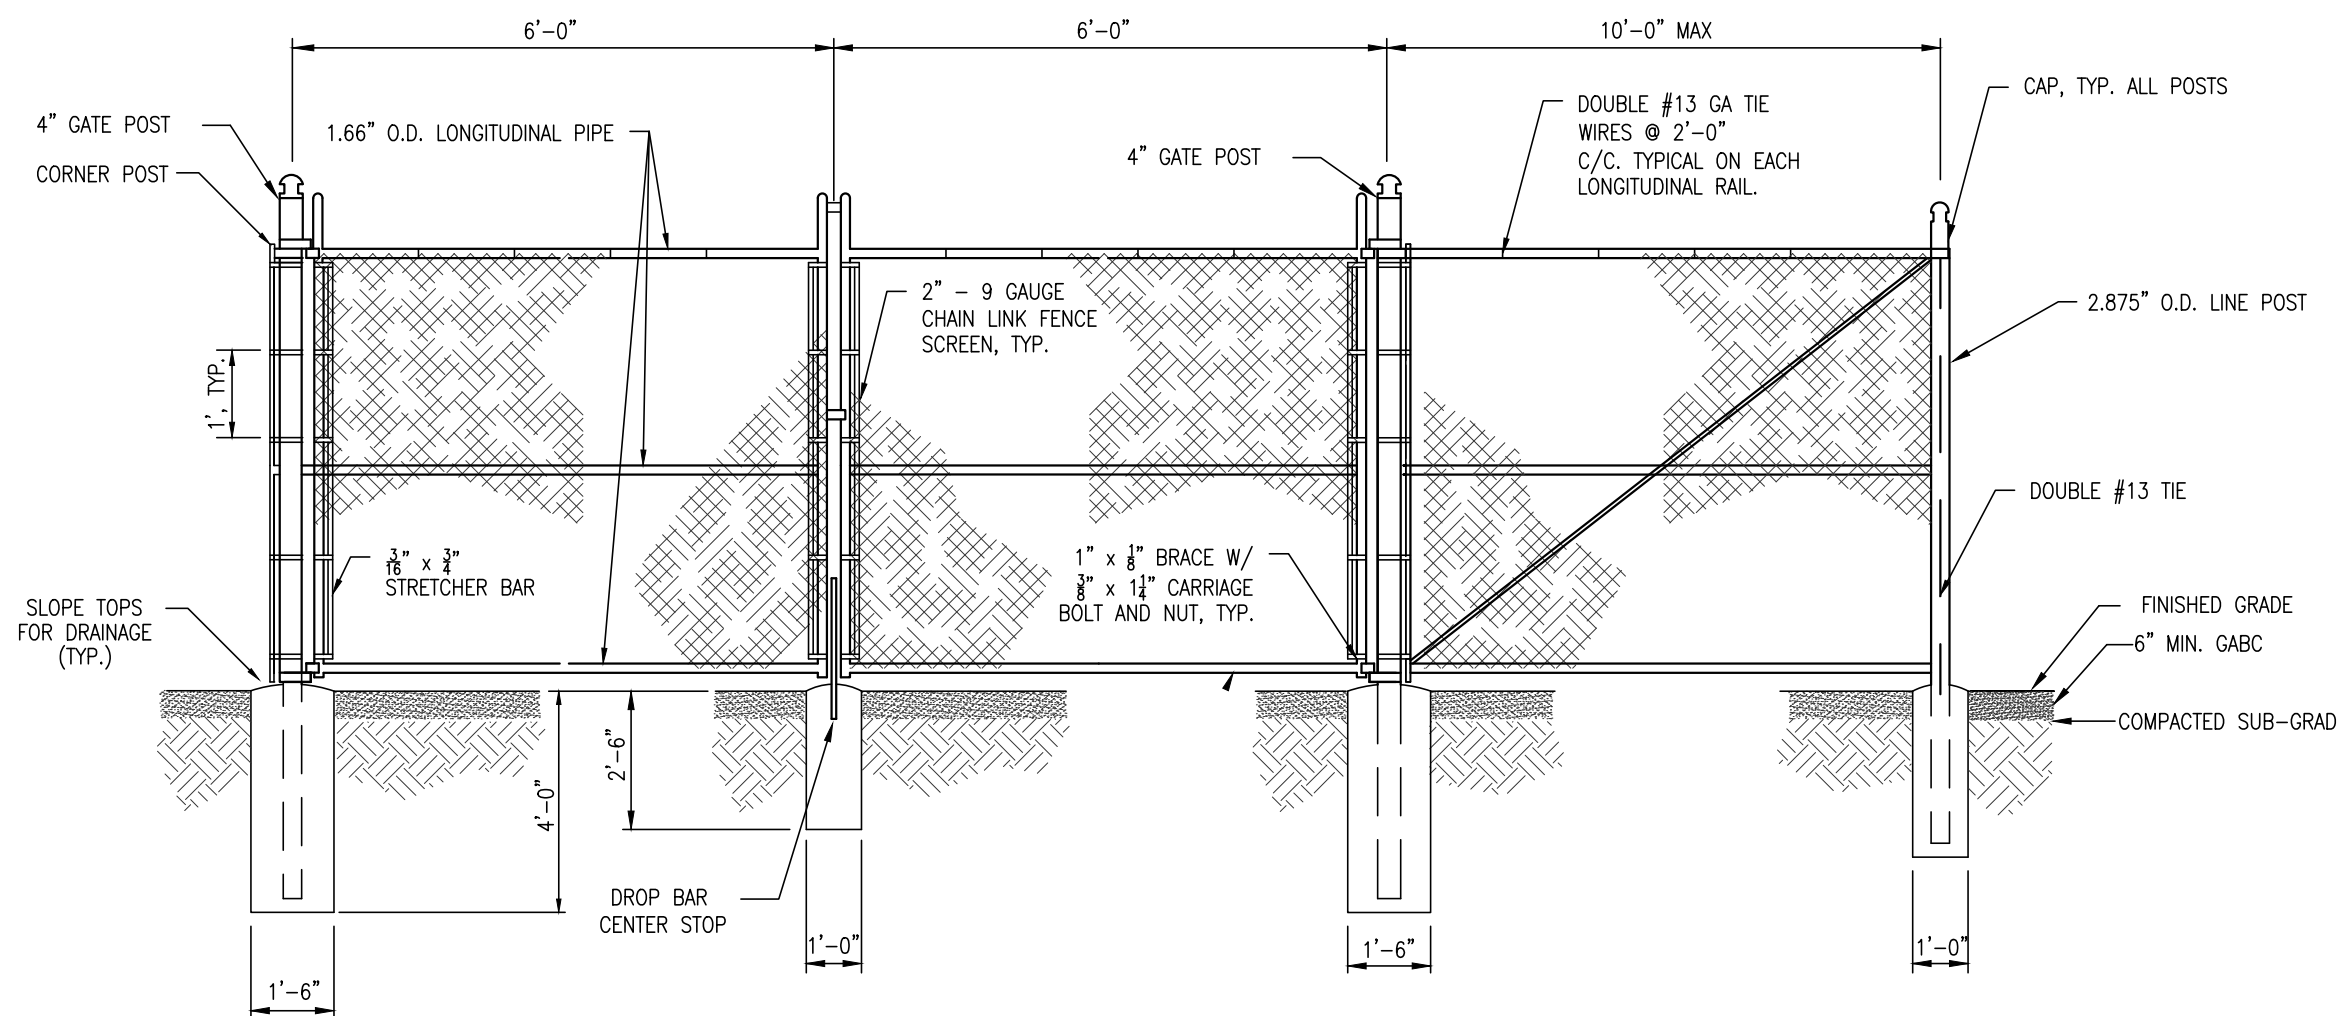 6'-0"
6'-0"
10'-0" MAX
CAP, TYP. ALL POSTS
4" GATE POST
1.66" O.D. LONGITUDINAL PIPE
DOUBLE #13 GA TIE
WIRES @ 2'-0"
C/C. TYPICAL ON EACH
LONGITUDINAL RAIL.
4" GATE POST
CORNER POST
2" - 9 GAUGE
CHAIN LINK FENCE
SCREEN, TYP.
2.875" O.D. LINE POST
1', TYP.
DOUBLE #13 TIE
3/16" x 3/4"
STRETCHER BAR
1" x 1/8" BRACE W/
3/8" x 1 1/4" CARRIAGE
BOLT AND NUT, TYP.
SLOPE TOPS
FOR DRAINAGE
(TYP.)
FINISHED GRADE
6" MIN. GABC
COMPACTED SUB-GRAD
2'-6"
4'-0"
DROP BAR
CENTER STOP
1'-0"
1'-6"
1'-0"
1'-6"